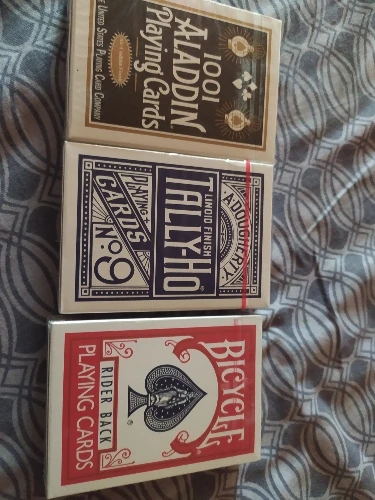 1001
ALADDIN
Playing Cards
UNITED STATES PLAYING CARD COMPANY
A. DOUGHERTY
TALLY-HO
LINOID FINISH
PLAYING
CARDS
No. 9
BICYCLE
RIDER BACK
PLAYING CARDS